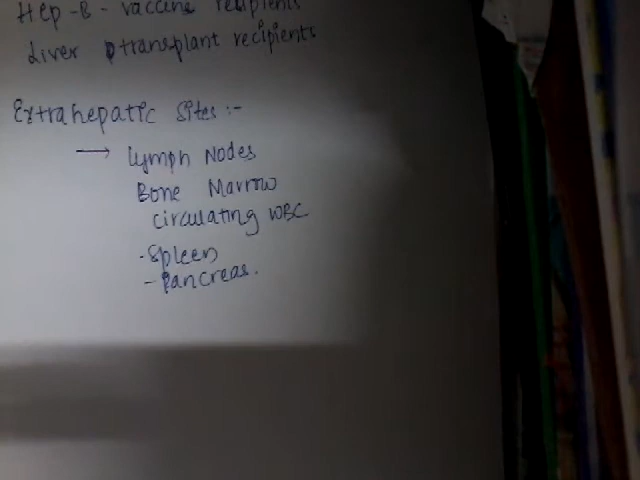 Hep-B - vaccine recipients
Liver transplant recipients
Extrahepatic Sites :-
→ Lymph Nodes
Bone Marrow
circulating WBC
- Spleen
- Pancreas.